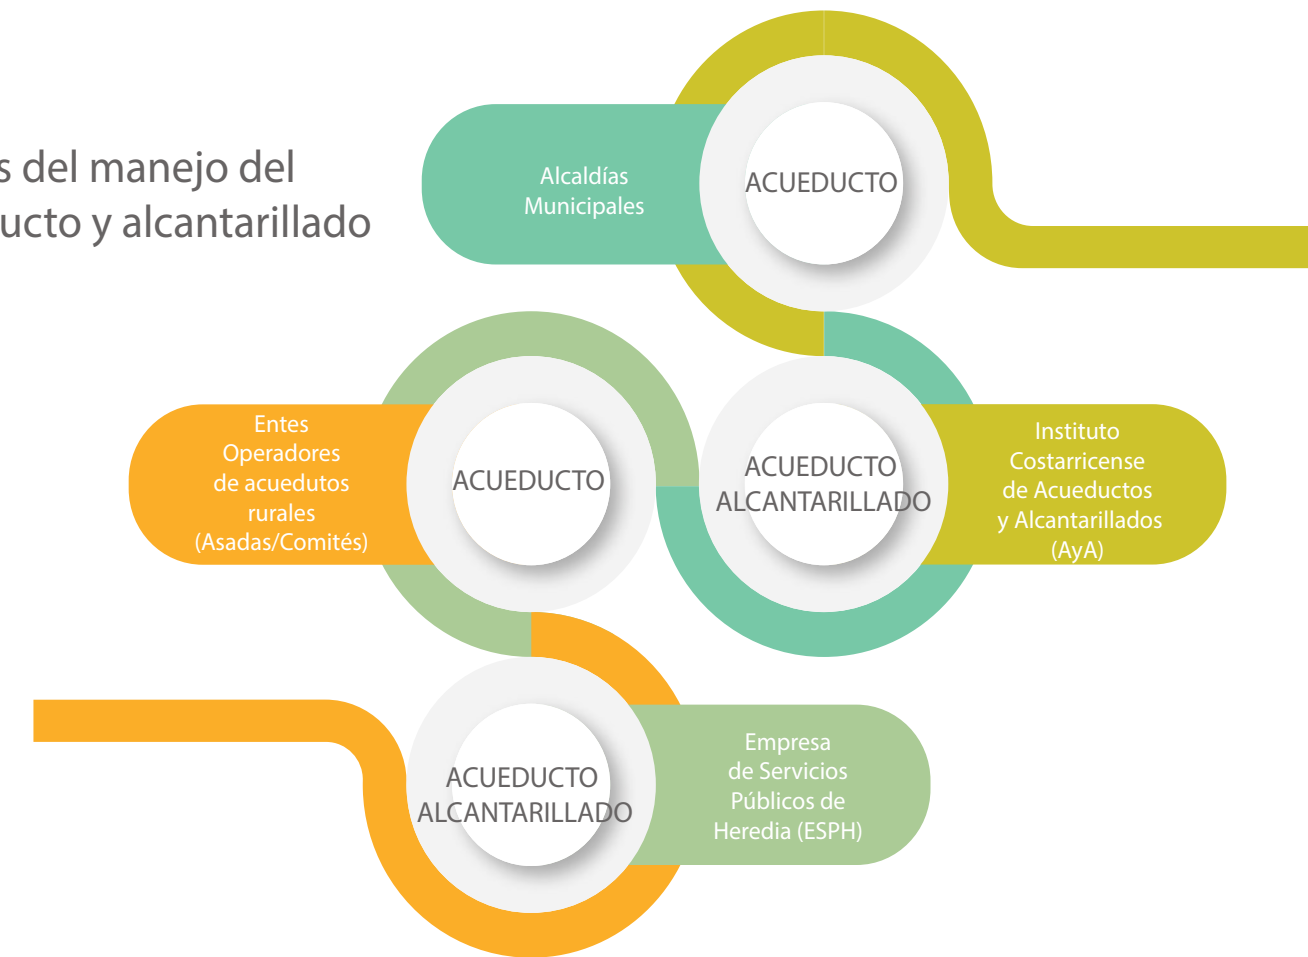 s del manejo del
ucto y alcantarillado
Alcaldías
Municipales
ACUEDUCTO
Entes
Operadores
de acuedutos
rurales
(Asadas/Comités)
ACUEDUCTO
ACUEDUCTO
ALCANTARILLADO
Instituto
Costarricense
de Acueductos
y Alcantarillados
(AyA)
ACUEDUCTO
ALCANTARILLADO
Empresa
de Servicios
Públicos de
Heredia (ESPH)